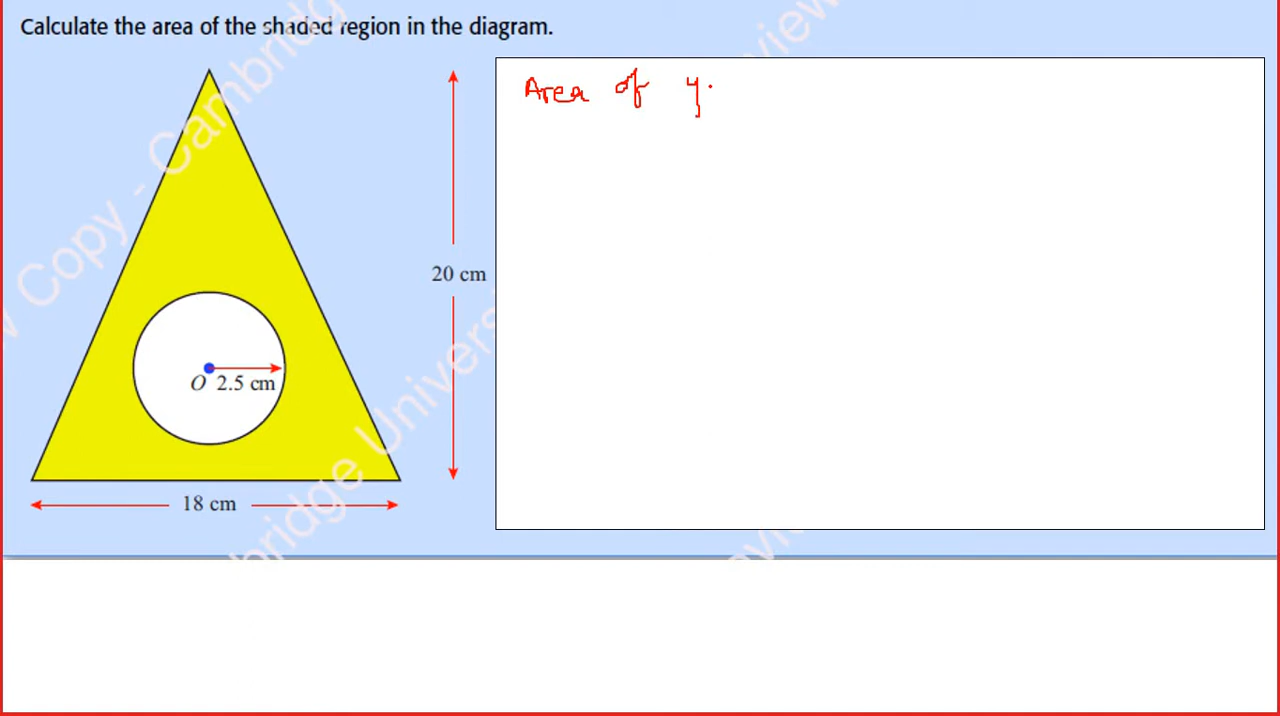 Calculate the area of the shaded region in the diagram.
Area of y
20 cm
O 2.5 cm
18 cm